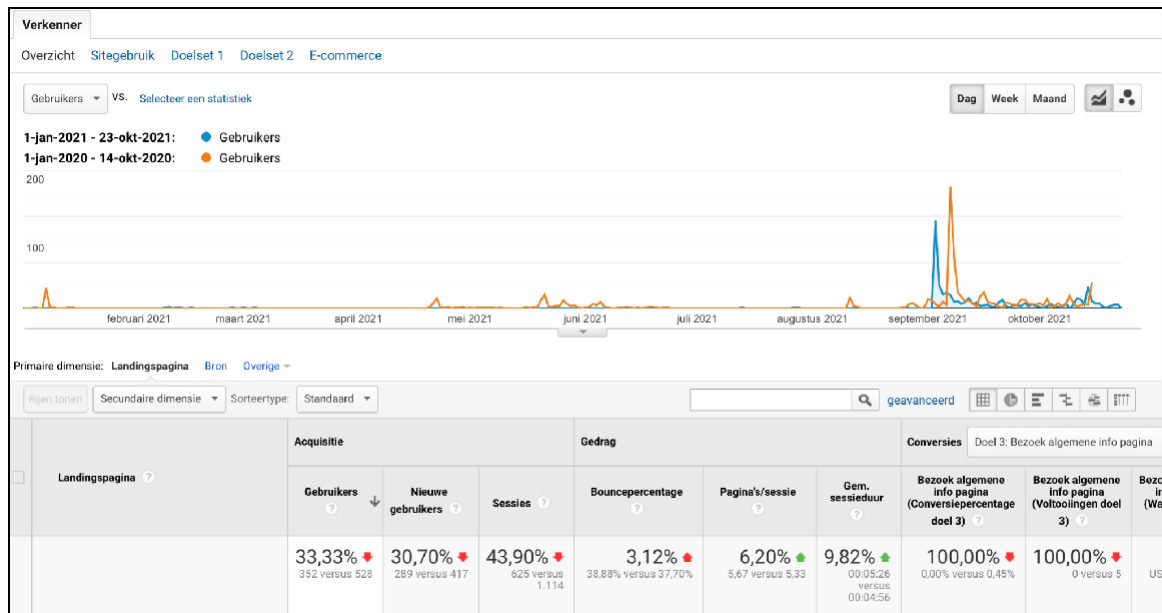 Verkenner
Overzicht Sitegebruik Doelset 1 Doelset 2 E-commerce
Gebruikers VS. Selecteer een statistiek Dag Week Maand
1-jan-2021 - 23-okt-2021: Gebruikers
1-jan-2020 - 14-okt-2020: Gebruikers
200
100
februari 2021 maart 2021 april 2021 mei 2021 juni 2021 juli 2021 augustus 2021 september 2021 oktober 2021
Primaire dimensie: Landingspagina Bron Overige
Rijen tonen Secundaire dimensie Sorteertype: Standaard geavanceerd
Acquisitie Gedrag Conversies Doel 3: Bezoek algemene info pagina
Landingspagina ?
Gebruikers ?
Nieuwe
gebruikers ?
Sessies ?
Bouncepercentage
?
Pagina's/sessie
?
Gem.
sessieduur
?
Bezoek algemene
info pagina
(Conversiepercentage
doel 3) ?
Bezoek algemene
info pagina
(Voltooiingen doel
3) ?
33,33% 30,70% 43,90% 3,12% 6,20% 9,82% 100,00% 100,00%
352 versus 528
289 versus 417
625 versus
1.114
38,88% versus 37,70%
5,67 versus 5,33
00:05:26
versus
00:04:56
0,00% versus 0,45%
0 versus 5